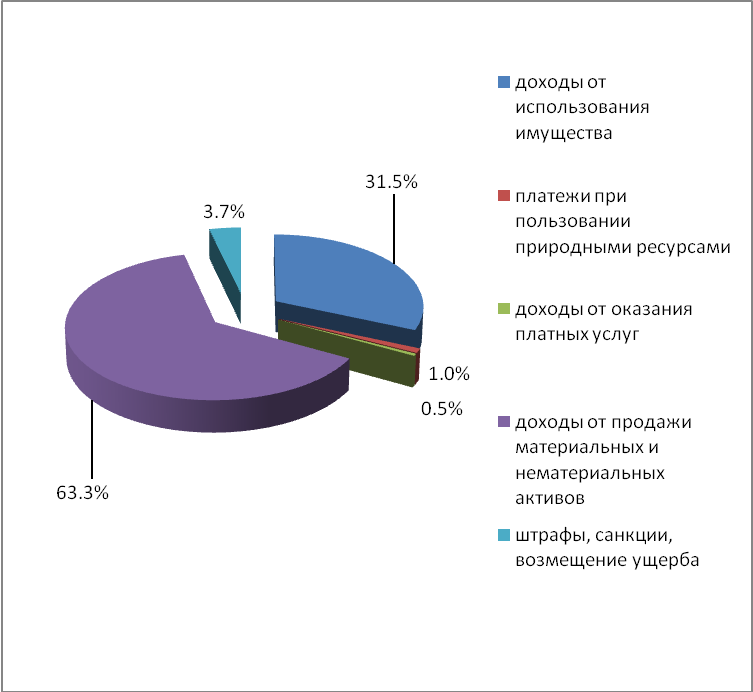 31.5%
3.7%
1.0%
0.5%
63.3%
доходы от
использования
имущества
платежи при
пользовании
природными ресурсами
доходы от оказания
платных услуг
доходы от продажи
материальных и
нематериальных
активов
штрафы, санкции,
возмещение ущерба